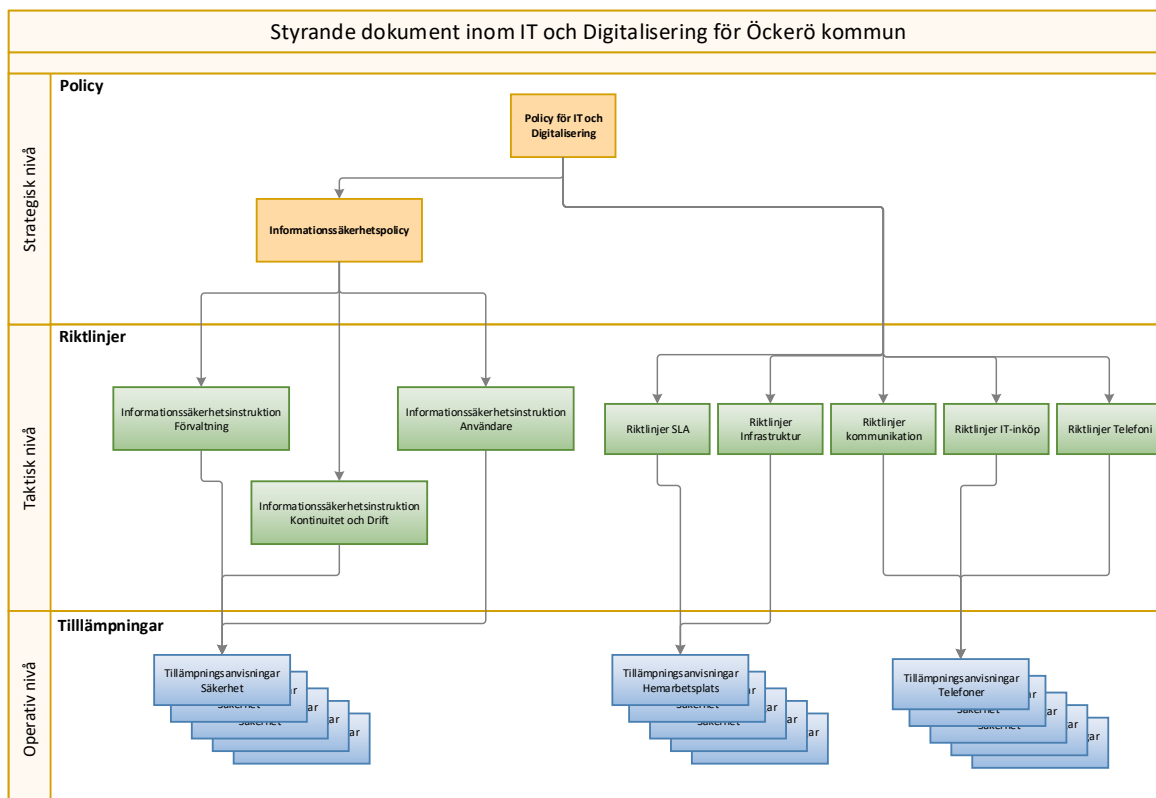 Styrande dokument inom IT och Digitalisering för Öckerö kommun
Strategisk nivå
Policy
Policy för IT och
Digitalisering
Informationssäkerhetspolicy
Taktisk nivå
Riktlinjer
Informationssäkerhetsinstruktion
Förvaltning
Informationssäkerhetsinstruktion
Användare
Informationssäkerhetsinstruktion
Kontinuitet och Drift
Riktlinjer SLA
Riktlinjer
Infrastruktur
Riktlinjer
kommunikation
Riktlinjer IT-inköp
Riktlinjer Telefoni
Operativ nivå
Tilllämpningar
Tillämpningsanvisningar
Säkerhet
Tillämpningsanvisningar
Hemarbetsplats
Tillämpningsanvisningar
Telefoner